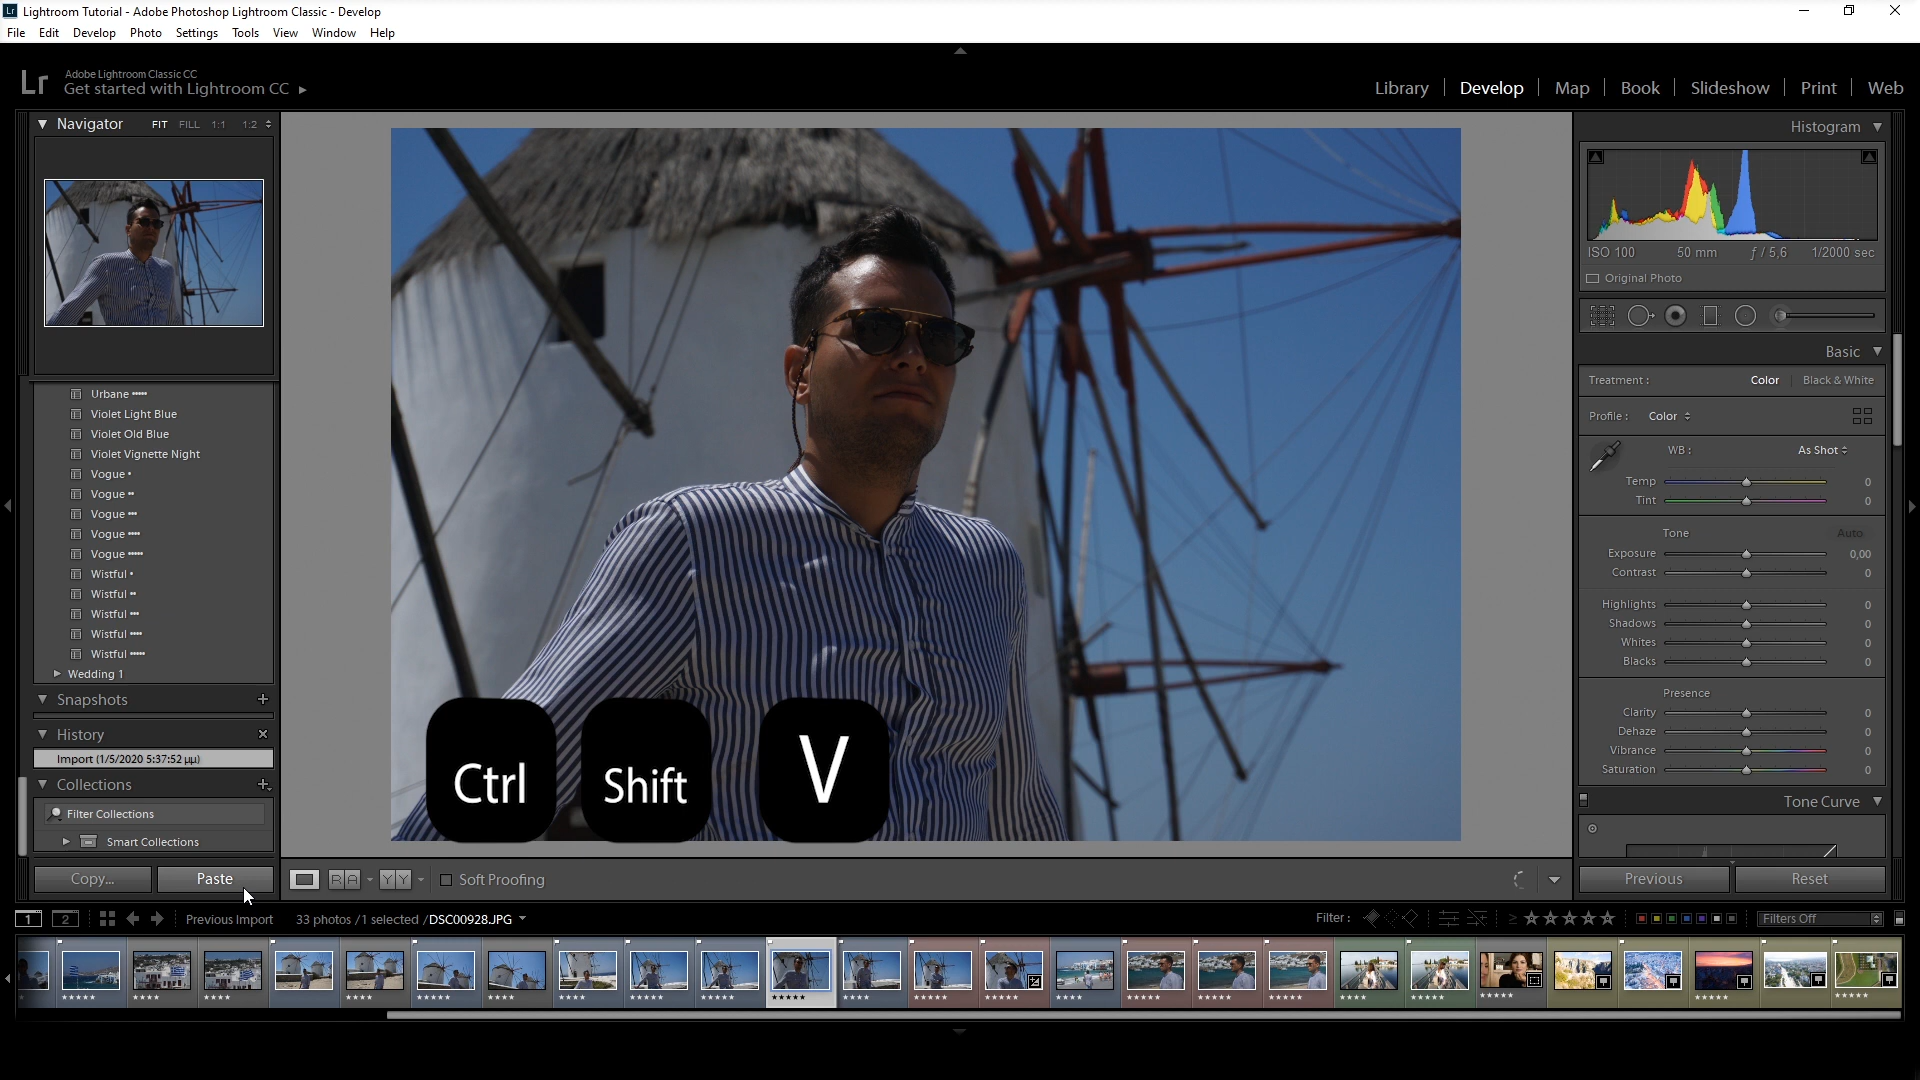 Lightroom Tutorial - Adobe Photoshop Lightroom Classic - Develop
File Edit Develop Photo Settings Tools View Window Help
Lr
Adobe Lightroom Classic CC
Get started with Lightroom CC
Library Develop Map Book Slideshow Print Web
Navigator FIT FILL 1:1 1:2
Urbane •••••
Violet Light Blue
Violet Old Blue
Violet Vignette Night
Vogue •
Vogue ••
Vogue •••
Vogue ••••
Vogue •••••
Wistful •
Wistful ••
Wistful •••
Wistful ••••
Wistful •••••
Wedding 1
Snapshots
History
Import (1/5/2020 5:37:52 μμ)
Collections
Filter Collections
Smart Collections
Copy... Paste
Ctrl Shift V
Soft Proofing
Histogram
ISO 100 50 mm ƒ / 5,6 1/2000 sec
Original Photo
Basic
Treatment : Color Black & White
Profile : Color
WB : As Shot
Temp 0
Tint 0
Tone Auto
Exposure 0,00
Contrast 0
Highlights 0
Shadows 0
Whites 0
Blacks 0
Presence
Clarity 0
Dehaze 0
Vibrance 0
Saturation 0
Tone Curve
Previous Reset
1 2 Previous Import 33 photos / 1 selected / DSC00928.JPG
Filter : ≥ ★★★★★ Filters Off